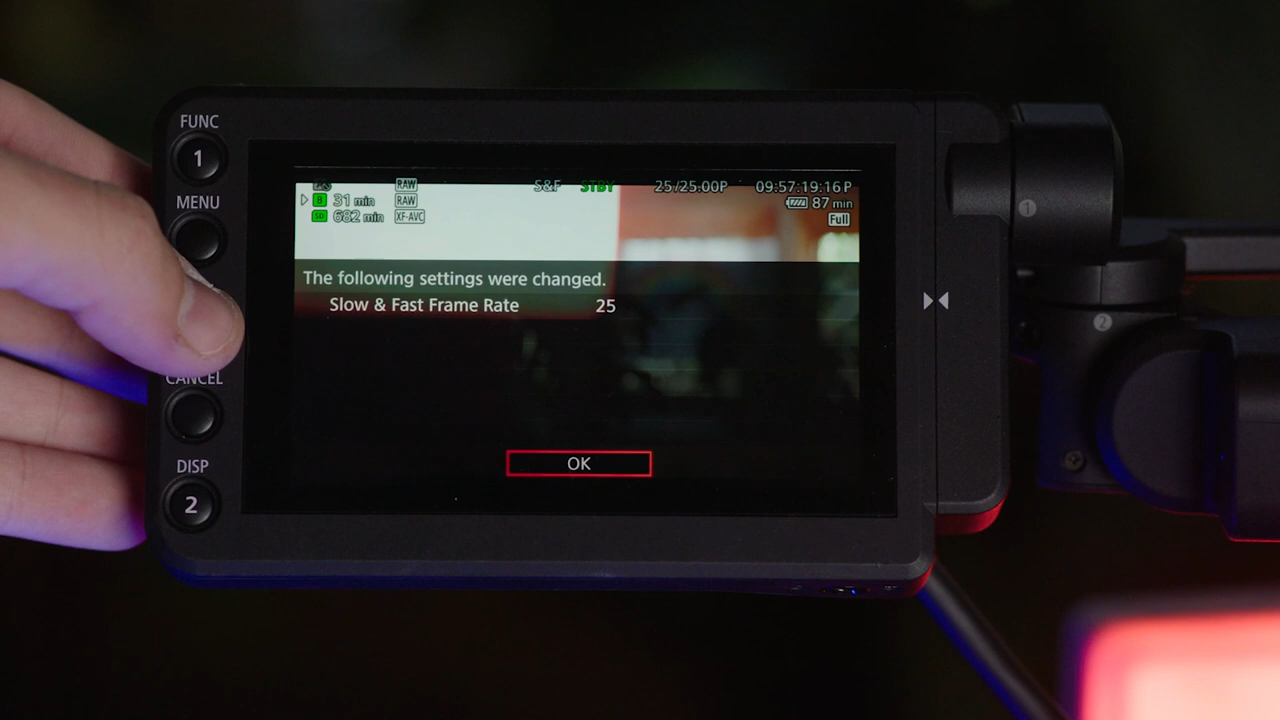 FUNC
1
MENU
CANCEL
DISP
2
RAW
S&F STBY 25/25.00P 09:57:19:16 P
B 31 min RAW
87 min
SD 682 min XF-AVC
Full
The following settings were changed.
Slow & Fast Frame Rate 25
OK
1
2